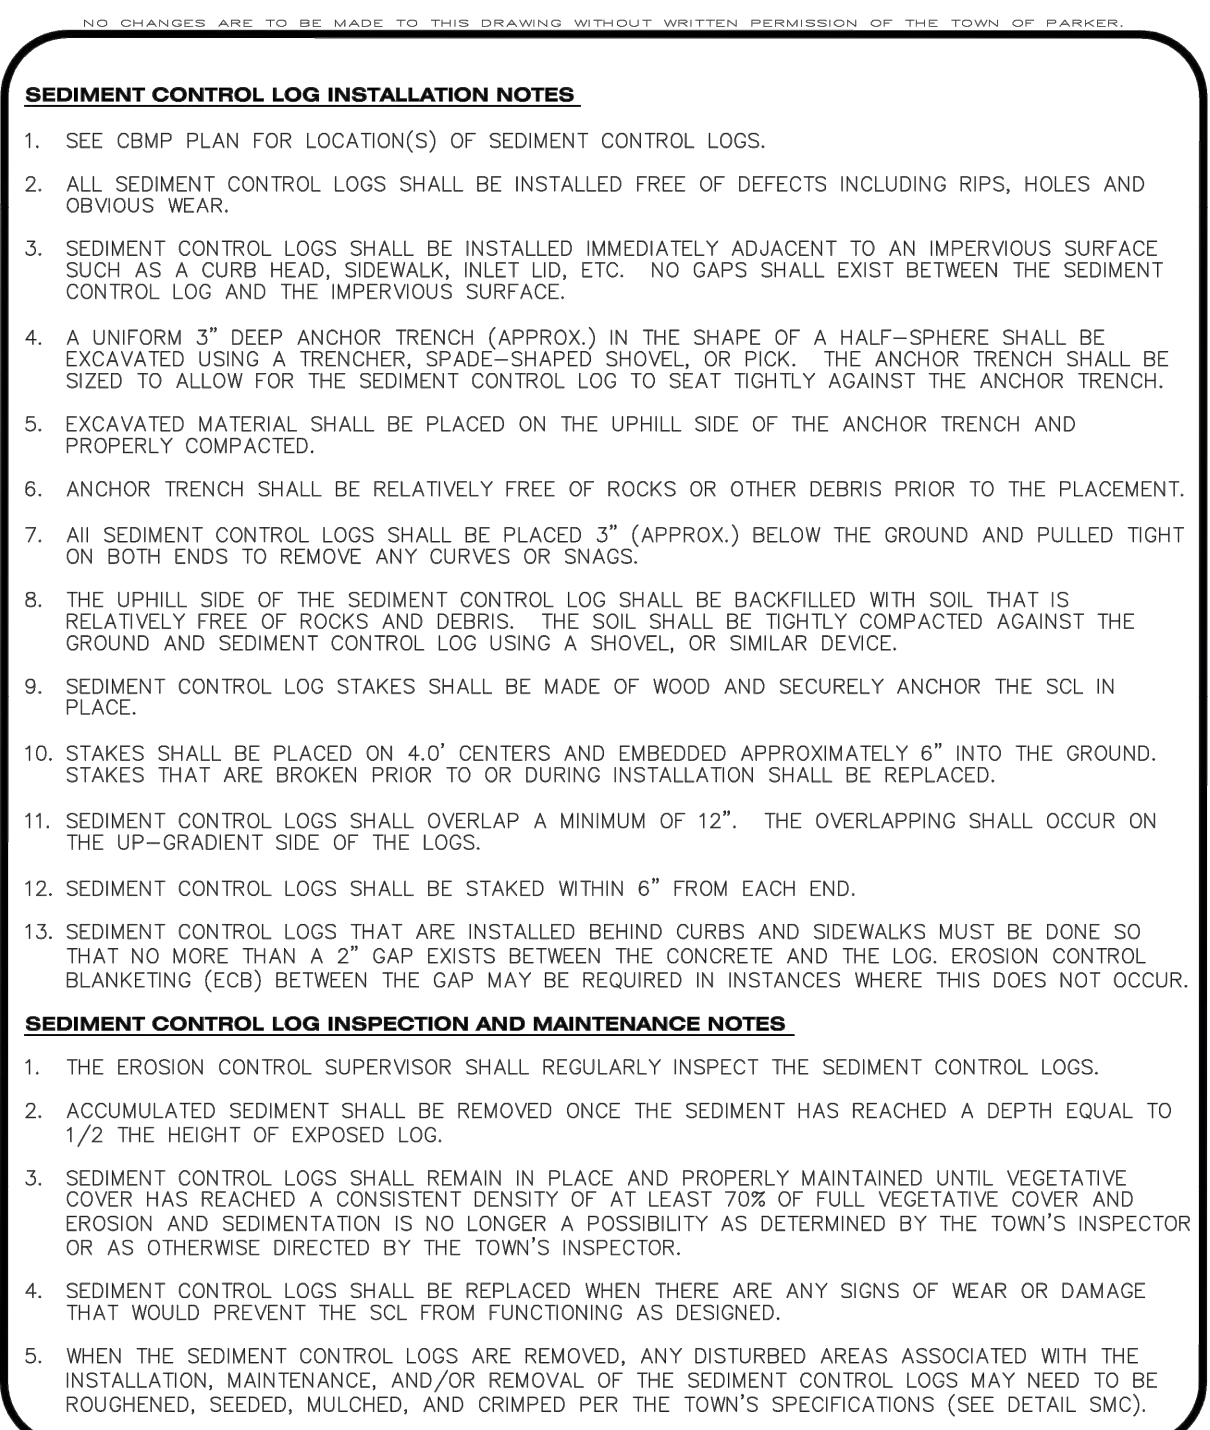 NO CHANGES ARE TO BE MADE TO THIS DRAWING WITHOUT WRITTEN PERMISSION OF THE TOWN OF PARKER.
SEDIMENT CONTROL LOG INSTALLATION NOTES
1. SEE CBMP PLAN FOR LOCATION(S) OF SEDIMENT CONTROL LOGS.
2. ALL SEDIMENT CONTROL LOGS SHALL BE INSTALLED FREE OF DEFECTS INCLUDING RIPS, HOLES AND
OBVIOUS WEAR.
3. SEDIMENT CONTROL LOGS SHALL BE INSTALLED IMMEDIATELY ADJACENT TO AN IMPERVIOUS SURFACE
SUCH AS A CURB HEAD, SIDEWALK, INLET LID, ETC. NO GAPS SHALL EXIST BETWEEN THE SEDIMENT
CONTROL LOG AND THE IMPERVIOUS SURFACE.
4. A UNIFORM 3" DEEP ANCHOR TRENCH (APPROX.) IN THE SHAPE OF A HALF-SPHERE SHALL BE
EXCAVATED USING A TRENCHER, SPADE-SHAPED SHOVEL, OR PICK. THE ANCHOR TRENCH SHALL BE
SIZED TO ALLOW FOR THE SEDIMENT CONTROL LOG TO SEAT TIGHTLY AGAINST THE ANCHOR TRENCH.
5. EXCAVATED MATERIAL SHALL BE PLACED ON THE UPHILL SIDE OF THE ANCHOR TRENCH AND
PROPERLY COMPACTED.
6. ANCHOR TRENCH SHALL BE RELATIVELY FREE OF ROCKS OR OTHER DEBRIS PRIOR TO THE PLACEMENT.
7. All SEDIMENT CONTROL LOGS SHALL BE PLACED 3" (APPROX.) BELOW THE GROUND AND PULLED TIGHT
ON BOTH ENDS TO REMOVE ANY CURVES OR SNAGS.
8. THE UPHILL SIDE OF THE SEDIMENT CONTROL LOG SHALL BE BACKFILLED WITH SOIL THAT IS
RELATIVELY FREE OF ROCKS AND DEBRIS. THE SOIL SHALL BE TIGHTLY COMPACTED AGAINST THE
GROUND AND SEDIMENT CONTROL LOG USING A SHOVEL, OR SIMILAR DEVICE.
9. SEDIMENT CONTROL LOG STAKES SHALL BE MADE OF WOOD AND SECURELY ANCHOR THE SCL IN
PLACE.
10. STAKES SHALL BE PLACED ON 4.0' CENTERS AND EMBEDDED APPROXIMATELY 6" INTO THE GROUND.
STAKES THAT ARE BROKEN PRIOR TO OR DURING INSTALLATION SHALL BE REPLACED.
11. SEDIMENT CONTROL LOGS SHALL OVERLAP A MINIMUM OF 12". THE OVERLAPPING SHALL OCCUR ON
THE UP-GRADIENT SIDE OF THE LOGS.
12. SEDIMENT CONTROL LOGS SHALL BE STAKED WITHIN 6" FROM EACH END.
13. SEDIMENT CONTROL LOGS THAT ARE INSTALLED BEHIND CURBS AND SIDEWALKS MUST BE DONE SO
THAT NO MORE THAN A 2" GAP EXISTS BETWEEN THE CONCRETE AND THE LOG. EROSION CONTROL
BLANKETING (ECB) BETWEEN THE GAP MAY BE REQUIRED IN INSTANCES WHERE THIS DOES NOT OCCUR.
SEDIMENT CONTROL LOG INSPECTION AND MAINTENANCE NOTES
1. THE EROSION CONTROL SUPERVISOR SHALL REGULARLY INSPECT THE SEDIMENT CONTROL LOGS.
2. ACCUMULATED SEDIMENT SHALL BE REMOVED ONCE THE SEDIMENT HAS REACHED A DEPTH EQUAL TO
1/2 THE HEIGHT OF EXPOSED LOG.
3. SEDIMENT CONTROL LOGS SHALL REMAIN IN PLACE AND PROPERLY MAINTAINED UNTIL VEGETATIVE
COVER HAS REACHED A CONSISTENT DENSITY OF AT LEAST 70% OF FULL VEGETATIVE COVER AND
EROSION AND SEDIMENTATION IS NO LONGER A POSSIBILITY AS DETERMINED BY THE TOWN'S INSPECTOR
OR AS OTHERWISE DIRECTED BY THE TOWN'S INSPECTOR.
4. SEDIMENT CONTROL LOGS SHALL BE REPLACED WHEN THERE ARE ANY SIGNS OF WEAR OR DAMAGE
THAT WOULD PREVENT THE SCL FROM FUNCTIONING AS DESIGNED.
5. WHEN THE SEDIMENT CONTROL LOGS ARE REMOVED, ANY DISTURBED AREAS ASSOCIATED WITH THE
INSTALLATION, MAINTENANCE, AND/OR REMOVAL OF THE SEDIMENT CONTROL LOGS MAY NEED TO BE
ROUGHENED, SEEDED, MULCHED, AND CRIMPED PER THE TOWN'S SPECIFICATIONS (SEE DETAIL SMC).